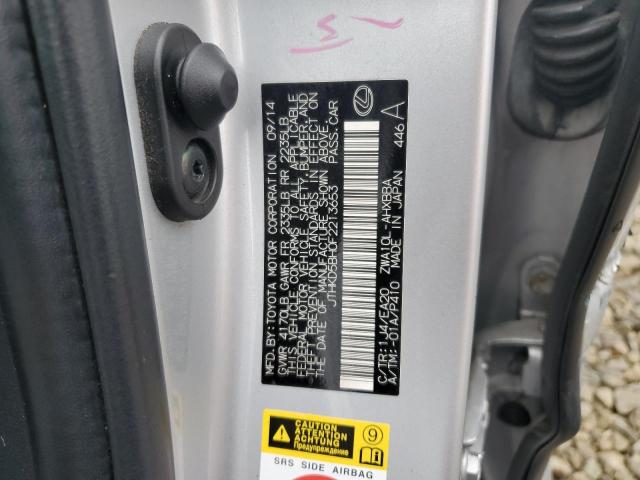 MFD. BY: TOYOTA MOTOR CORPORATION 09/14
GVWR 4170LB GAWR FR 2335LB RR 2235LB
THIS VEHICLE CONFORMS TO ALL APPLICABLE
FEDERAL MOTOR VEHICLE SAFETY, BUMPER, AND
THEFT PREVENTION STANDARDS IN EFFECT ON
THE DATE OF MANUFACTURE SHOWN ABOVE.
JTHKD5BH0F2213653 PASS. CAR
C/TR: 1J4/EA20 ZWA10L-AHXBBA
A/TM: -01A/P410 MADE IN JAPAN
446 A
CAUTION
ATTENTION
ACHTUNG
Предупреждение
9
SRS SIDE AIRBAG